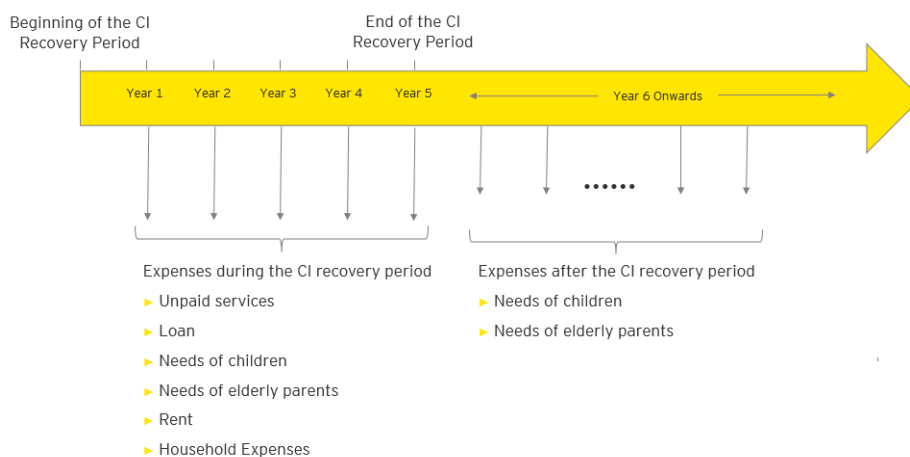 Beginning of the CI
Recovery Period
End of the CI
Recovery Period
Year 1
Year 2
Year 3
Year 4
Year 5
Year 6 Onwards
Expenses during the CI recovery period
Unpaid services
Loan
Needs of children
Needs of elderly parents
Rent
Household Expenses
Expenses after the CI recovery period
Needs of children
Needs of elderly parents